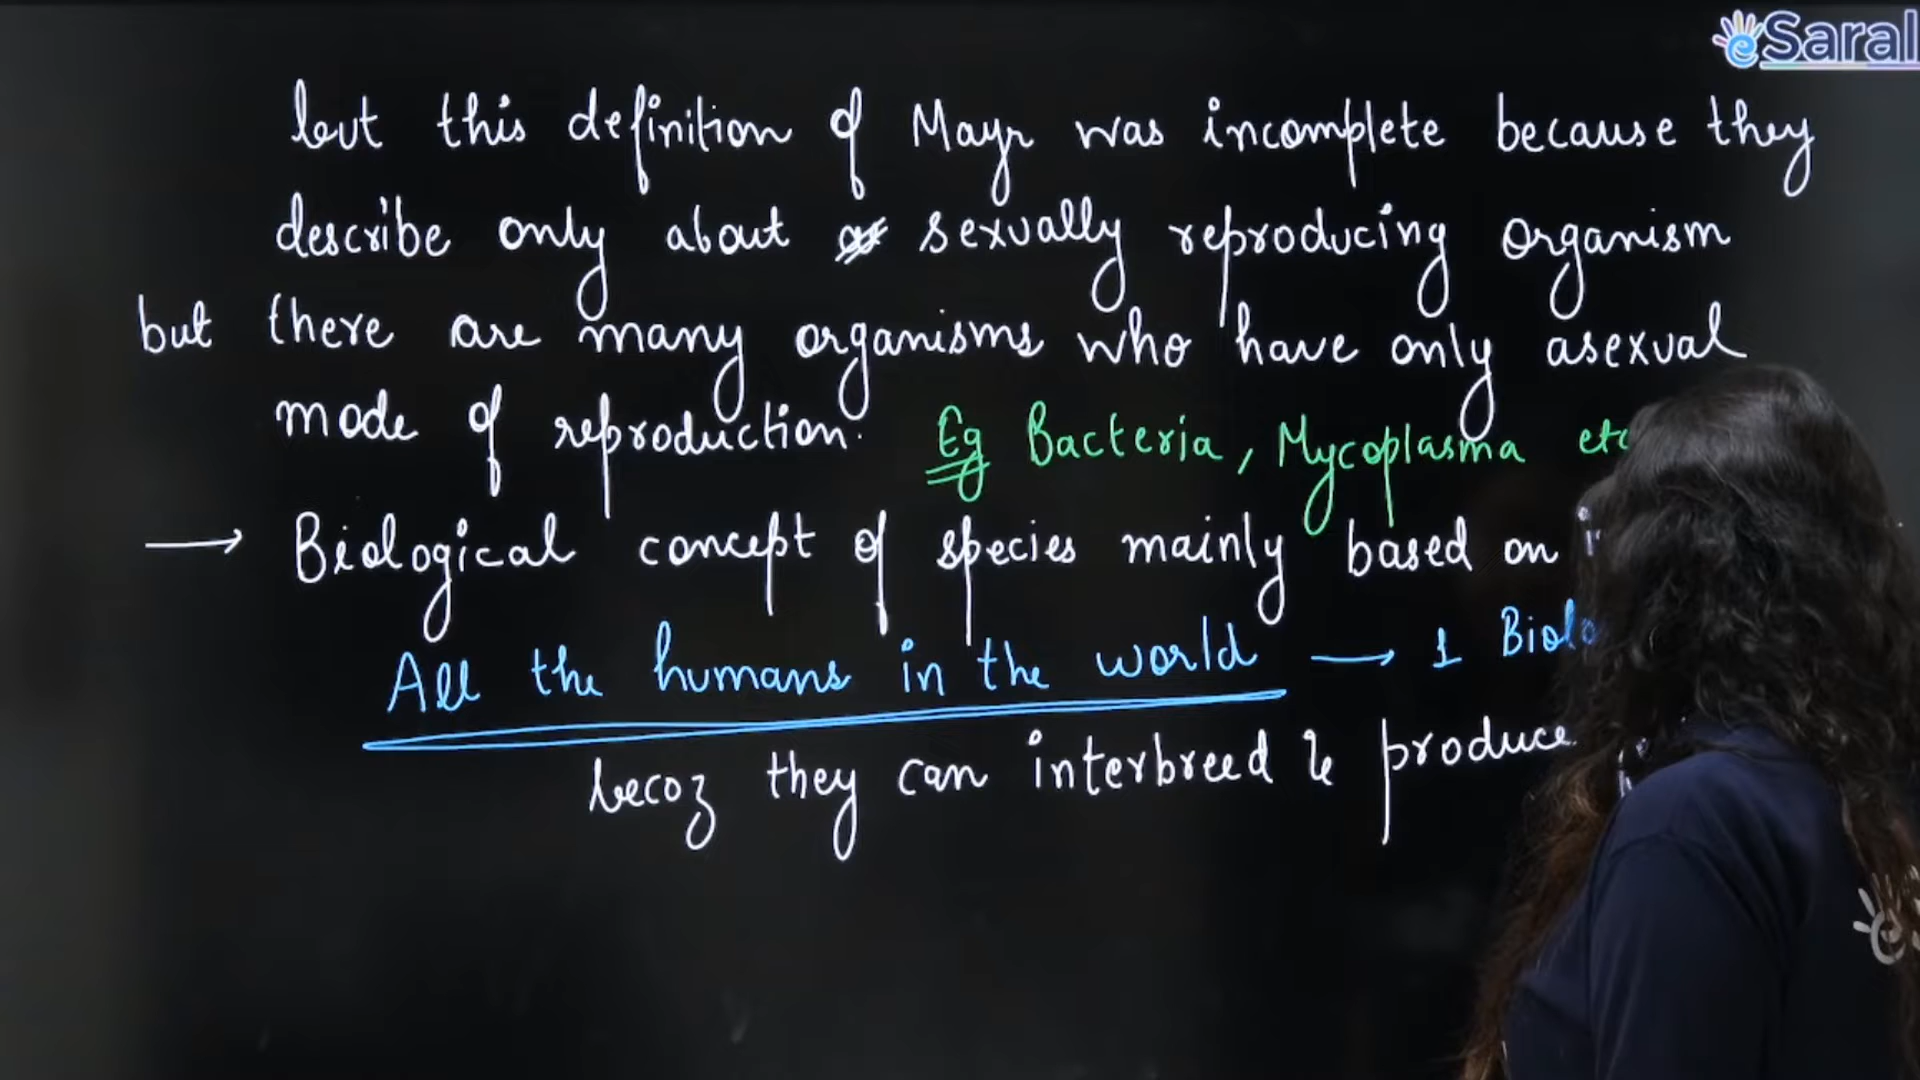 eSaral
but this definition of Mayr was incomplete because they
describe only about sexually reproducing organism
but there are many organisms who have only asexual
mode of reproduction. Eg Bacteria, Mycoplasma etc
→ Biological concept of species mainly based on
All the humans in the world → 1 Biolo
becoz they can interbreed & produce